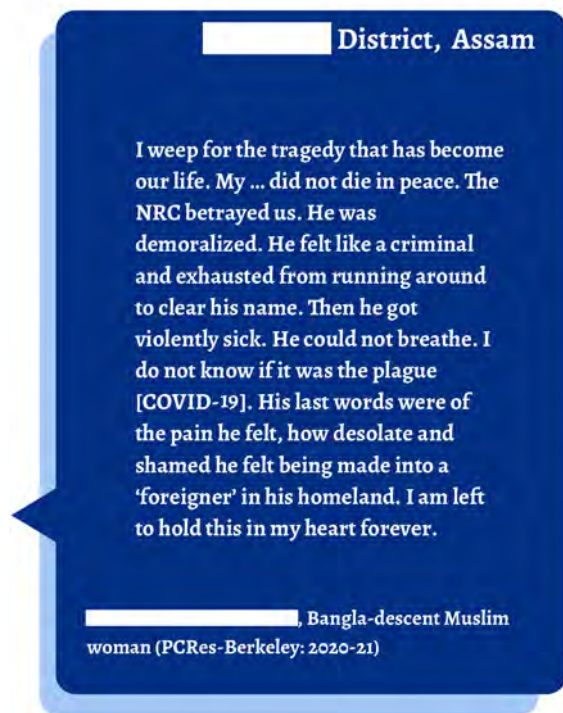 District, Assam
I weep for the tragedy that has become
our life. My ... did not die in peace. The
NRC betrayed us. He was
demoralized. He felt like a criminal
and exhausted from running around
to clear his name. Then he got
violently sick. He could not breathe. I
do not know if it was the plague
[COVID-19]. His last words were of
the pain he felt, how desolate and
shamed he felt being made into a
‘foreigner’ in his homeland. I am left
to hold this in my heart forever.
, Bangla-descent Muslim
woman (PCRes-Berkeley: 2020-21)